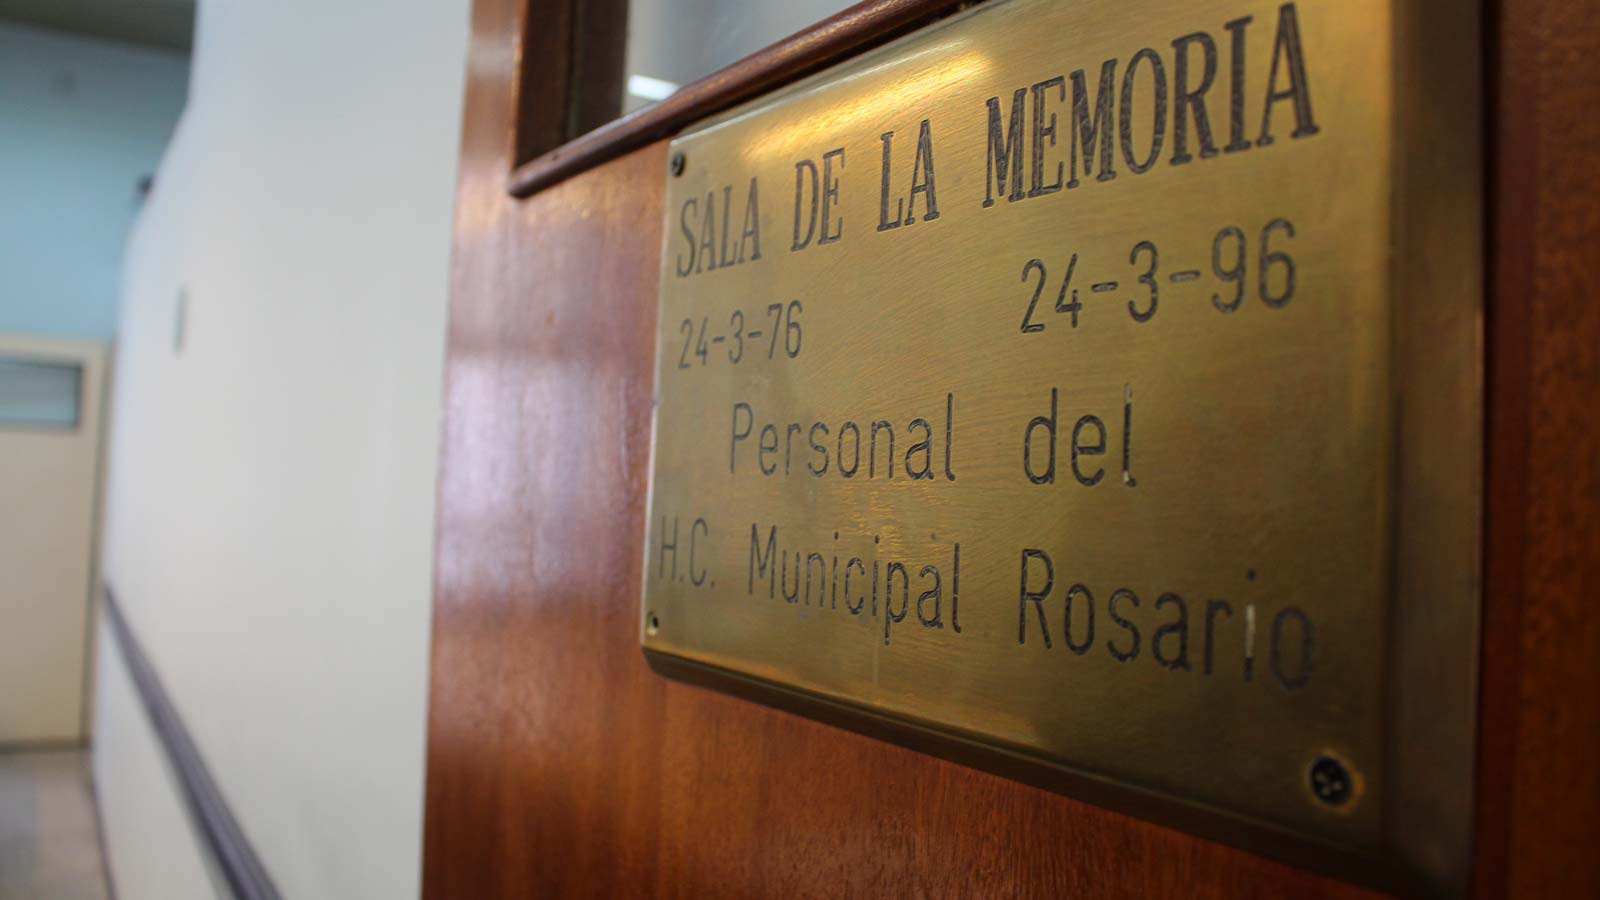 SALA DE LA MEMORIA
24-3-76 24-3-96
Personal del
H.C. Municipal Rosario